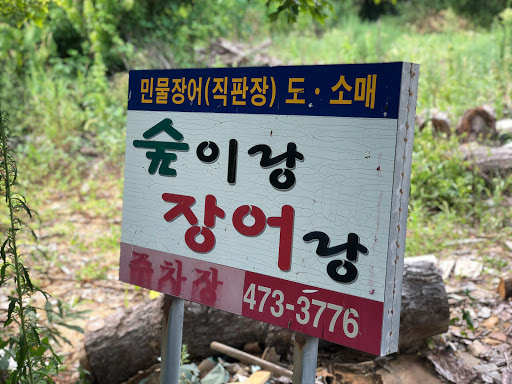 민물장어(직판장) 도·소매
숲이랑
장어랑
주차장 473-3776